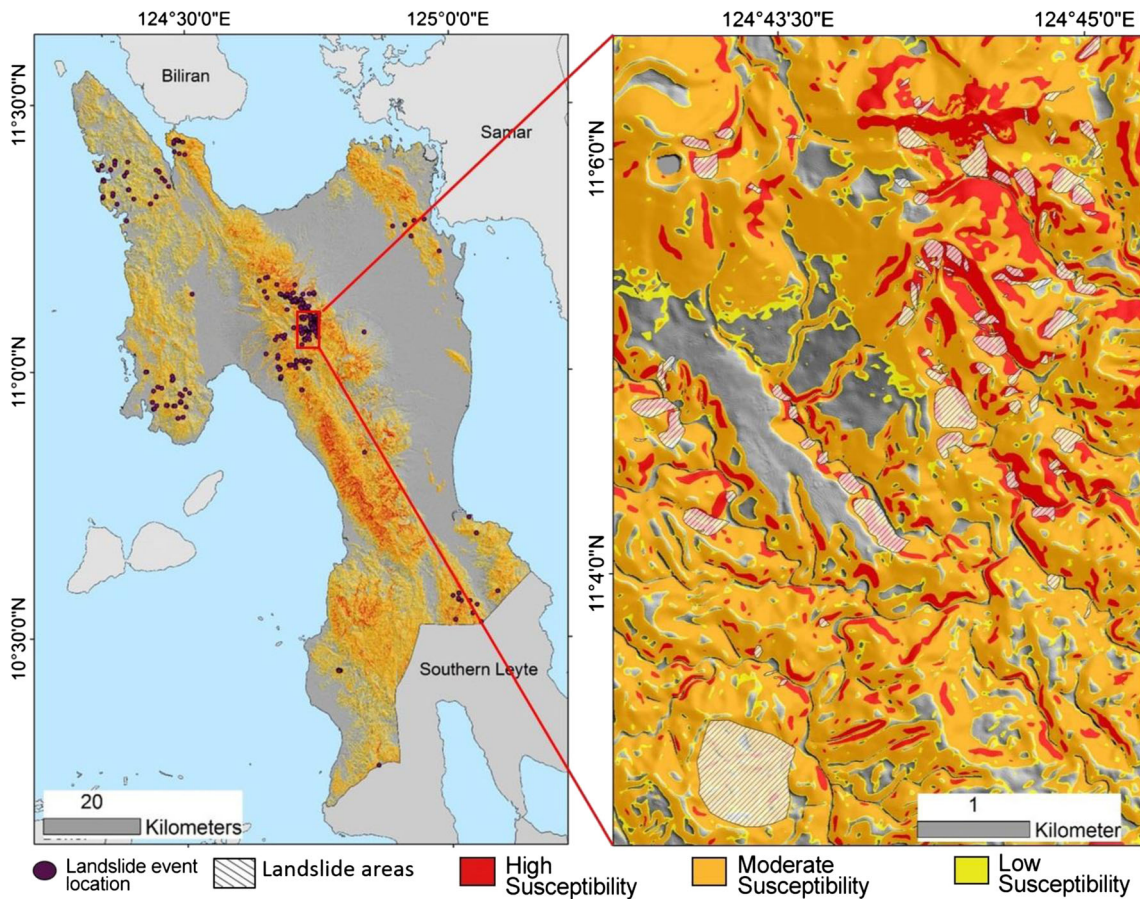 124°30'0"E
125°0'0"E
124°43'30"E
124°45'0"E
11°30'0"N
11°0'0"N
10°30'0"N
11°6'0"N
11°4'0"N
Biliran
Samar
Southern Leyte
20
Kilometers
1
Kilometer
Landslide event
location
Landslide areas
High
Susceptibility
Moderate
Susceptibility
Low
Susceptibility